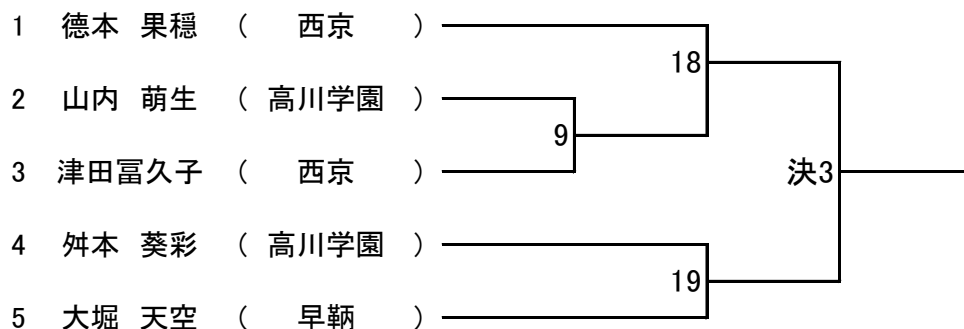 1 德本 果穏 ( 西京 )
18
2 山内 萌生 ( 高川学園 )
9
3 津田冨久子 ( 西京 )
決3
4 舛本 葵彩 ( 高川学園 )
19
5 大堀 天空 ( 早鞆 )